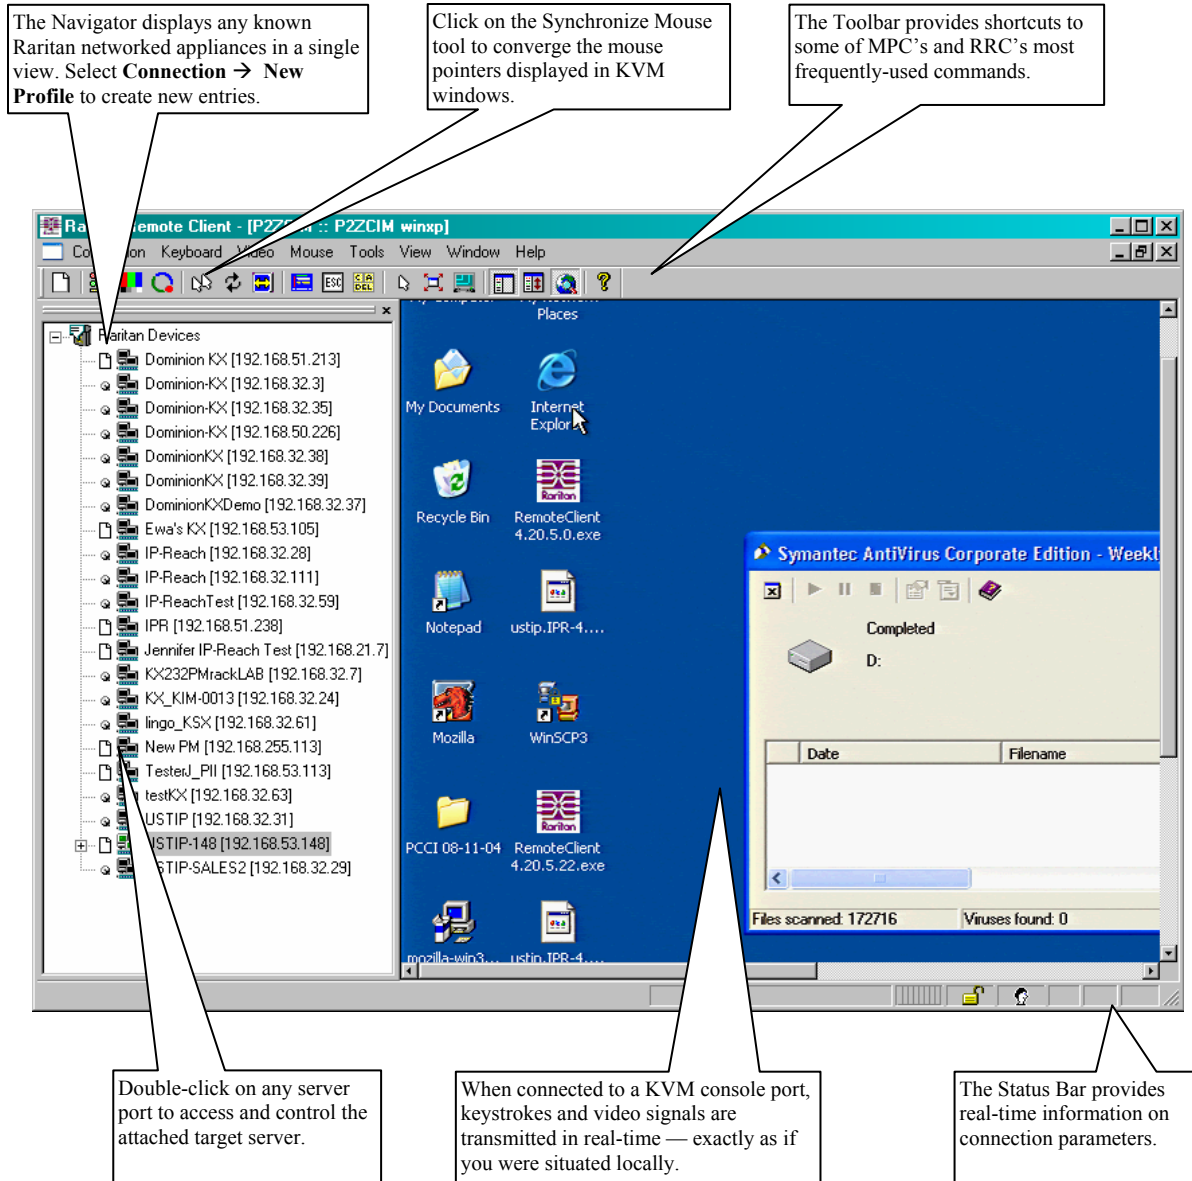 The Navigator displays any known
Raritan networked appliances in a single
view. Select Connection → New
Profile to create new entries.
Click on the Synchronize Mouse
tool to converge the mouse
pointers displayed in KVM
windows.
The Toolbar provides shortcuts to
some of MPC's and RRC's most
frequently-used commands.
emote Client - [P2ZCIM :: P2ZCIM winxp]
Keyboard Video Mouse Tools View Window Help
ESC
Raritan Devices
Dominion KX [192.168.51.213]
Dominion-KX [192.168.32.3]
Dominion-KX [192.168.32.35]
Dominion-KX [192.168.50.226]
DominionKX [192.168.32.38]
DominionKX [192.168.32.39]
DominionKXDemo [192.168.32.37]
Ewa's KX [192.168.53.105]
IP-Reach [192.168.32.28]
IP-Reach [192.168.32.111]
IP-ReachTest [192.168.32.59]
IPR [192.168.51.238]
Jennifer IP-Reach Test [192.168.21.7]
KX232PMrackLAB [192.168.32.7]
KX_KIM-0013 [192.168.32.24]
lingo_KSX [192.168.32.61]
New PM [192.168.255.113]
TesterJ_PII [192.168.53.113]
testKX [192.168.32.63]
USTIP [192.168.32.31]
USTIP-148 [192.168.53.148]
STIP-SALES2 [192.168.32.29]
My Computer
My Network
Places
My Documents
Internet
Explorer
Recycle Bin
Raritan
RemoteClient
4.20.5.0.exe
Notepad
ustip.IPR-4....
Mozilla
WinSCP3
PCCI 08-11-04
Raritan
RemoteClient
4.20.5.22.exe
mozilla-win3...
ustip.IPR-4....
Symantec AntiVirus Corporate Edition - Weekl
Completed
D:
Date Filename
Files scanned: 172716 Viruses found: 0
Double-click on any server
port to access and control the
attached target server.
When connected to a KVM console port,
keystrokes and video signals are
transmitted in real-time — exactly as if
you were situated locally.
The Status Bar provides
real-time information on
connection parameters.